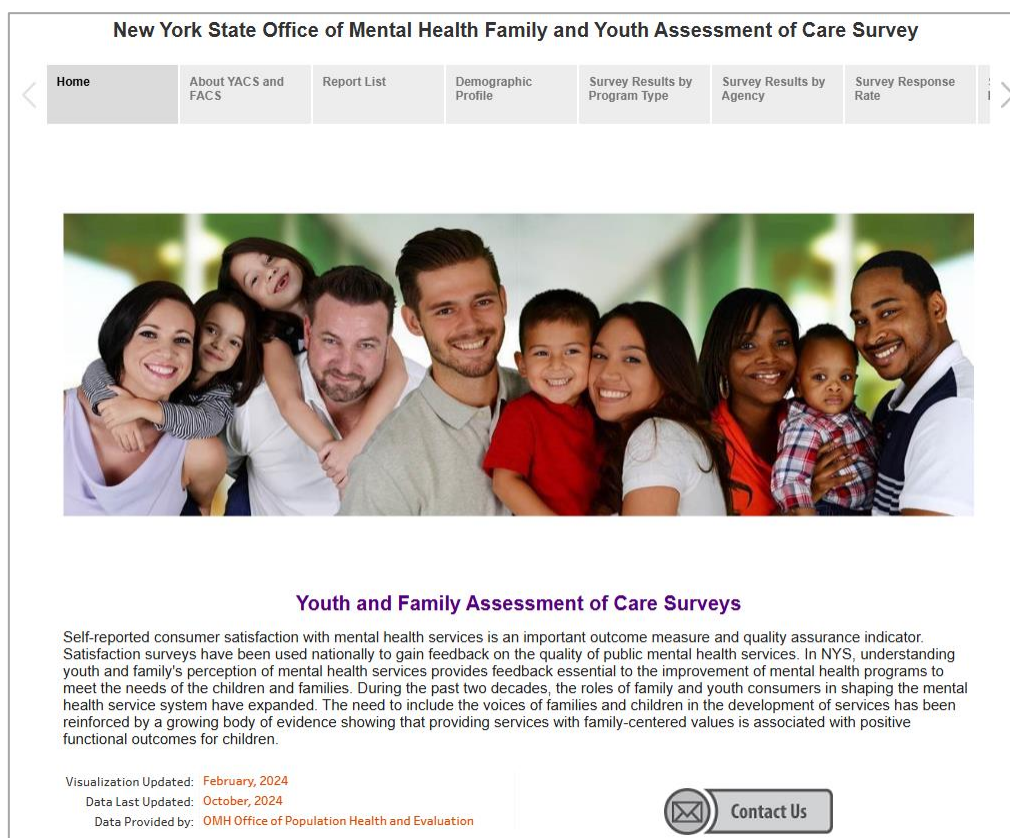 New York State Office of Mental Health Family and Youth Assessment of Care Survey
Home
About YACS and
FACS
Report List
Demographic
Profile
Survey Results by
Program Type
Survey Results by
Agency
Survey Response
Rate
Youth and Family Assessment of Care Surveys
Self-reported consumer satisfaction with mental health services is an important outcome measure and quality assurance indicator.
Satisfaction surveys have been used nationally to gain feedback on the quality of public mental health services. In NYS, understanding
youth and family's perception of mental health services provides feedback essential to the improvement of mental health programs to
meet the needs of the children and families. During the past two decades, the roles of family and youth consumers in shaping the mental
health service system have expanded. The need to include the voices of families and children in the development of services has been
reinforced by a growing body of evidence showing that providing services with family-centered values is associated with positive
functional outcomes for children.
Visualization Updated: February, 2024
Data Last Updated: October, 2024
Data Provided by: OMH Office of Population Health and Evaluation
Contact Us